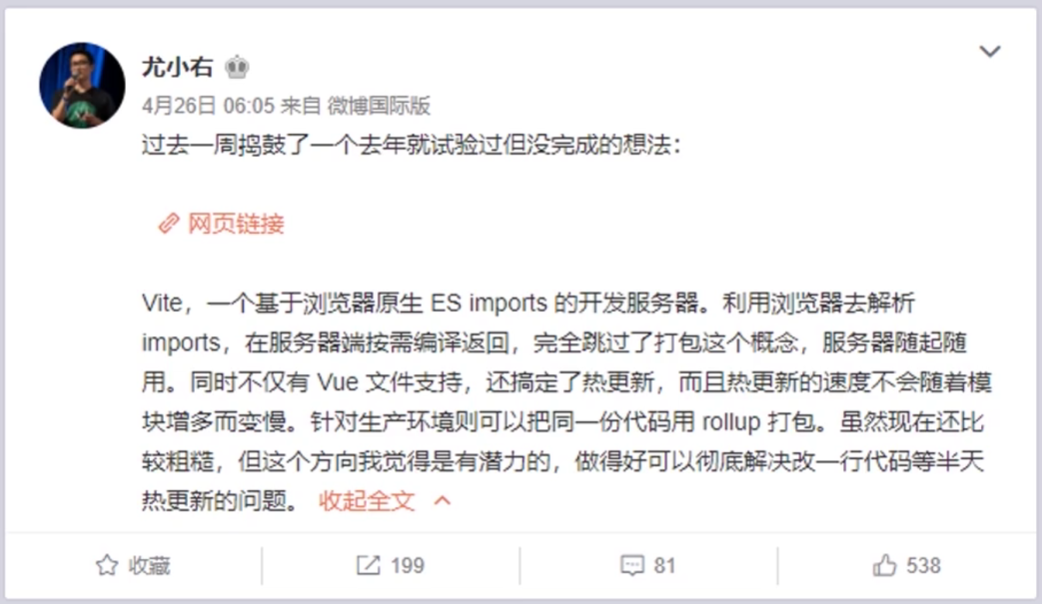 尤小右
4月26日 06:05 来自 微博国际版
过去一周捣鼓了一个去年就试验过但没完成的想法:
网页链接
Vite，一个基于浏览器原生 ES imports 的开发服务器。利用浏览器去解析
imports，在服务器端按需编译返回，完全跳过了打包这个概念，服务器随起随
用。同时不仅有 Vue 文件支持，还搞定了热更新，而且热更新的速度不会随着模
块增多而变慢。针对生产环境则可以把同一份代码用 rollup 打包。虽然现在还比
较粗糙，但这个方向我觉得是有潜力的，做得好可以彻底解决改一行代码等半天
热更新的问题。 收起全文
收藏 199 81 538